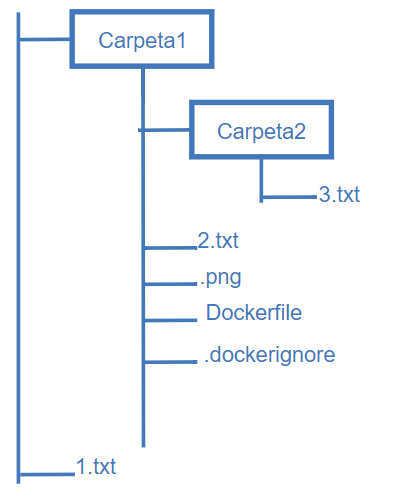 Carpeta1
Carpeta2
3.txt
2.txt
.png
Dockerfile
.dockerignore
1.txt